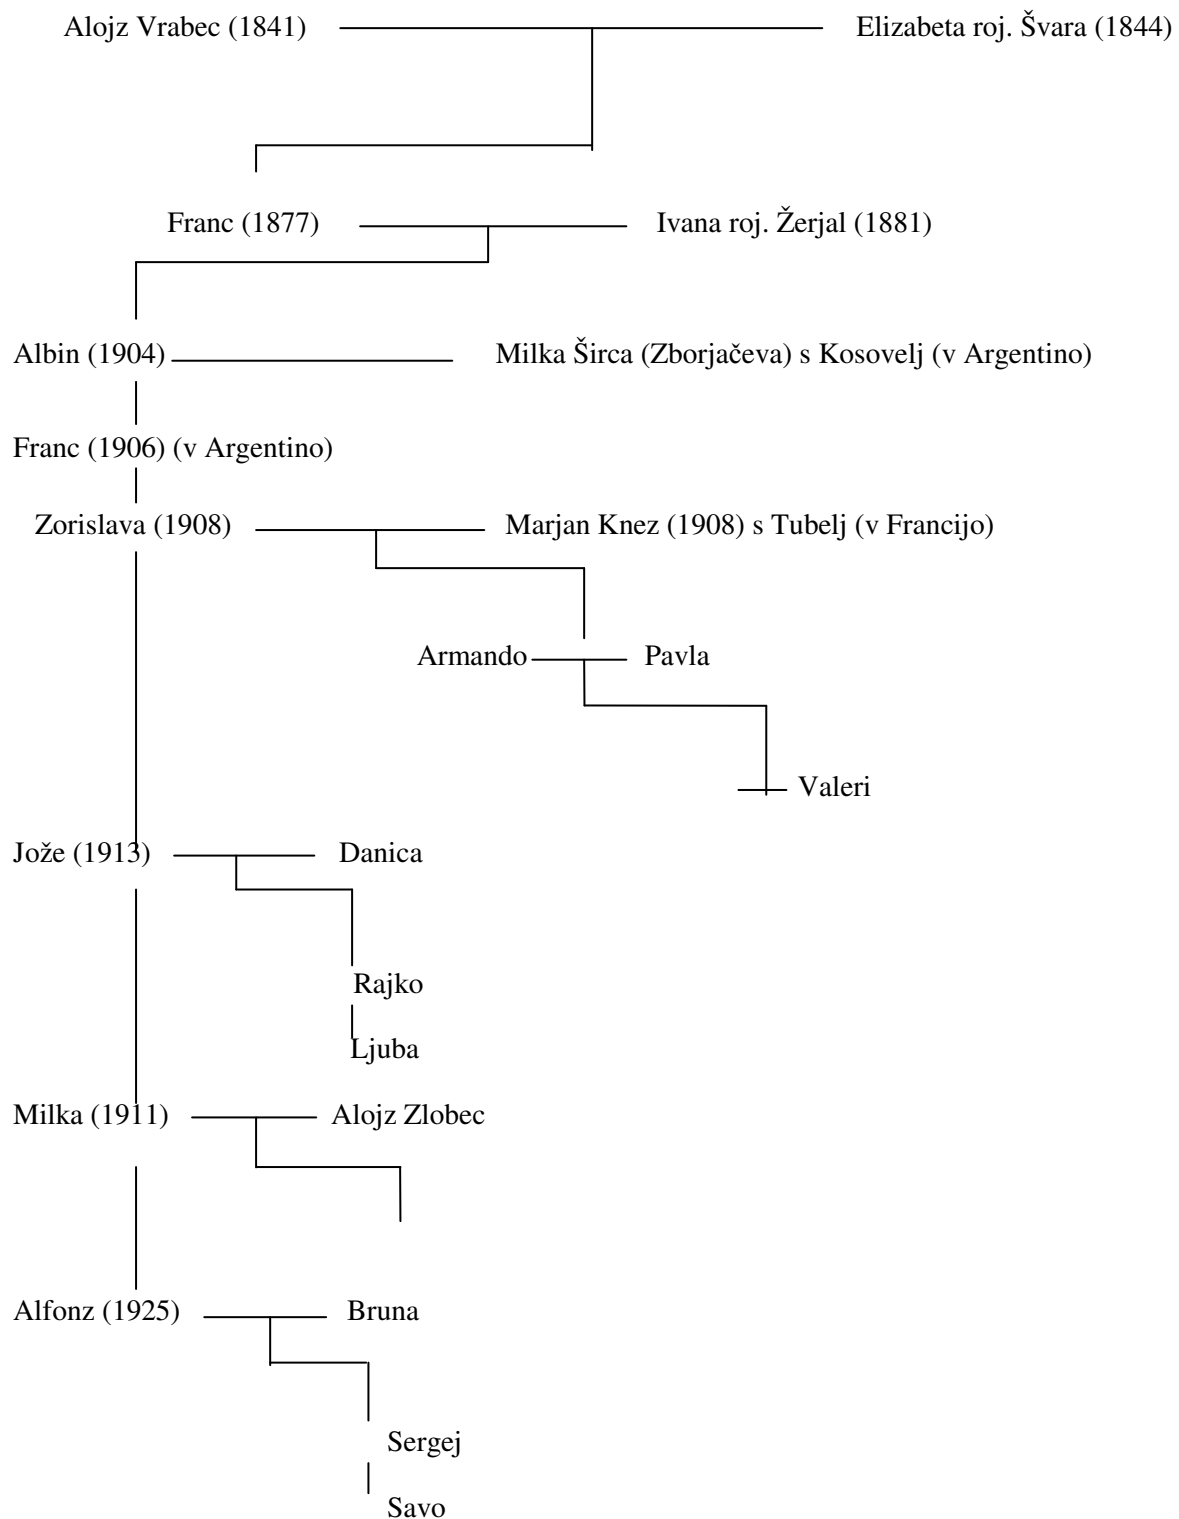 Alojz Vrabec (1841) Elizabeta roj. Švara (1844)
Franc (1877) Ivana roj. Žerjal (1881)
Albin (1904) Milka Širca (Zborjačeva) s Kosovelj (v Argentino)
Franc (1906) (v Argentino)
Zorislava (1908) Marjan Knez (1908) s Tubelj (v Francijo)
Armando Pavla
Valeri
Jože (1913) Danica
Rajko
Ljuba
Milka (1911) Alojz Zlobec
Alfonz (1925) Bruna
Sergej
Savo